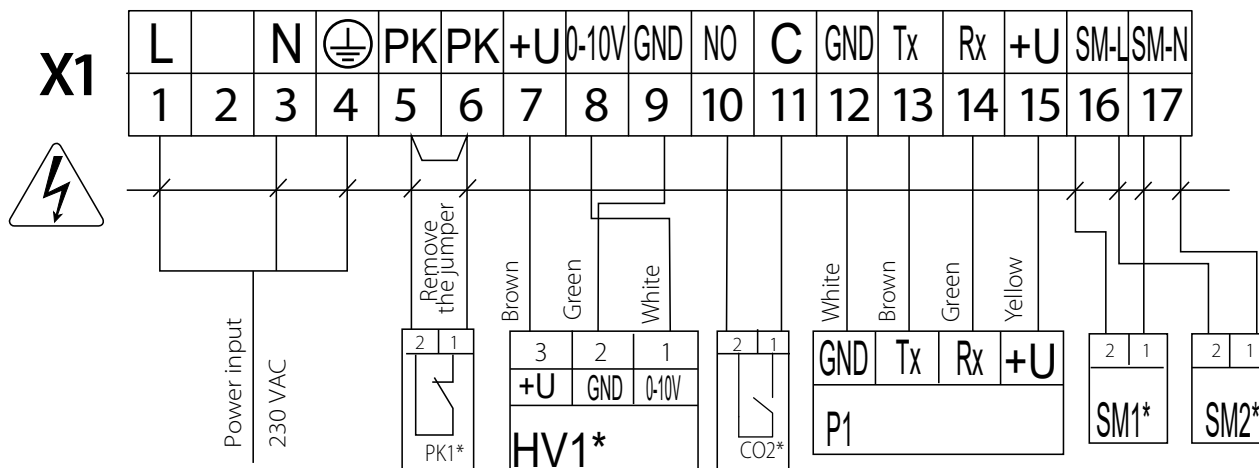 X1
L N PK PK +U 0-10V GND NO C GND Tx Rx +U SM-L SM-N
1 2 3 4 5 6 7 8 9 10 11 12 13 14 15 16 17
Power input
230 VAC
Remove
the jumper
2 1
PK1*
Brown
Green
White
3 2 1
+U GND 0-10V
HV1*
2 1
CO2*
White
Brown
Green
Yellow
GND Tx Rx +U
P1
2 1
SM1*
2 1
SM2*